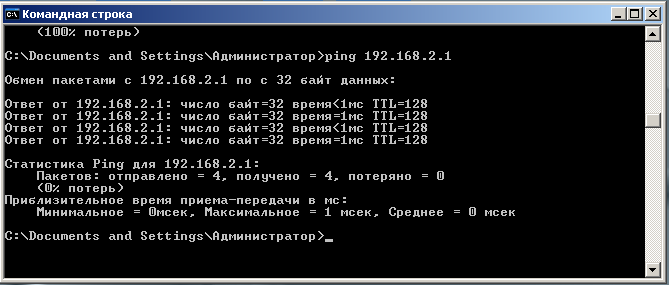 Командная строка
(100% потерь)
C:\Documents and Settings\Администратор>ping 192.168.2.1
Обмен пакетами с 192.168.2.1 по с 32 байт данных:
Ответ от 192.168.2.1: число байт=32 время<1мс TTL=128
Ответ от 192.168.2.1: число байт=32 время=1мс TTL=128
Ответ от 192.168.2.1: число байт=32 время<1мс TTL=128
Ответ от 192.168.2.1: число байт=32 время<1мс TTL=128
Статистика Ping для 192.168.2.1:
Пакетов: отправлено = 4, получено = 4, потеряно = 0
(0% потерь)
Приблизительное время приема-передачи в мс:
Минимальное = 0мсек, Максимальное = 1 мсек, Среднее = 0 мсек
C:\Documents and Settings\Администратор>_